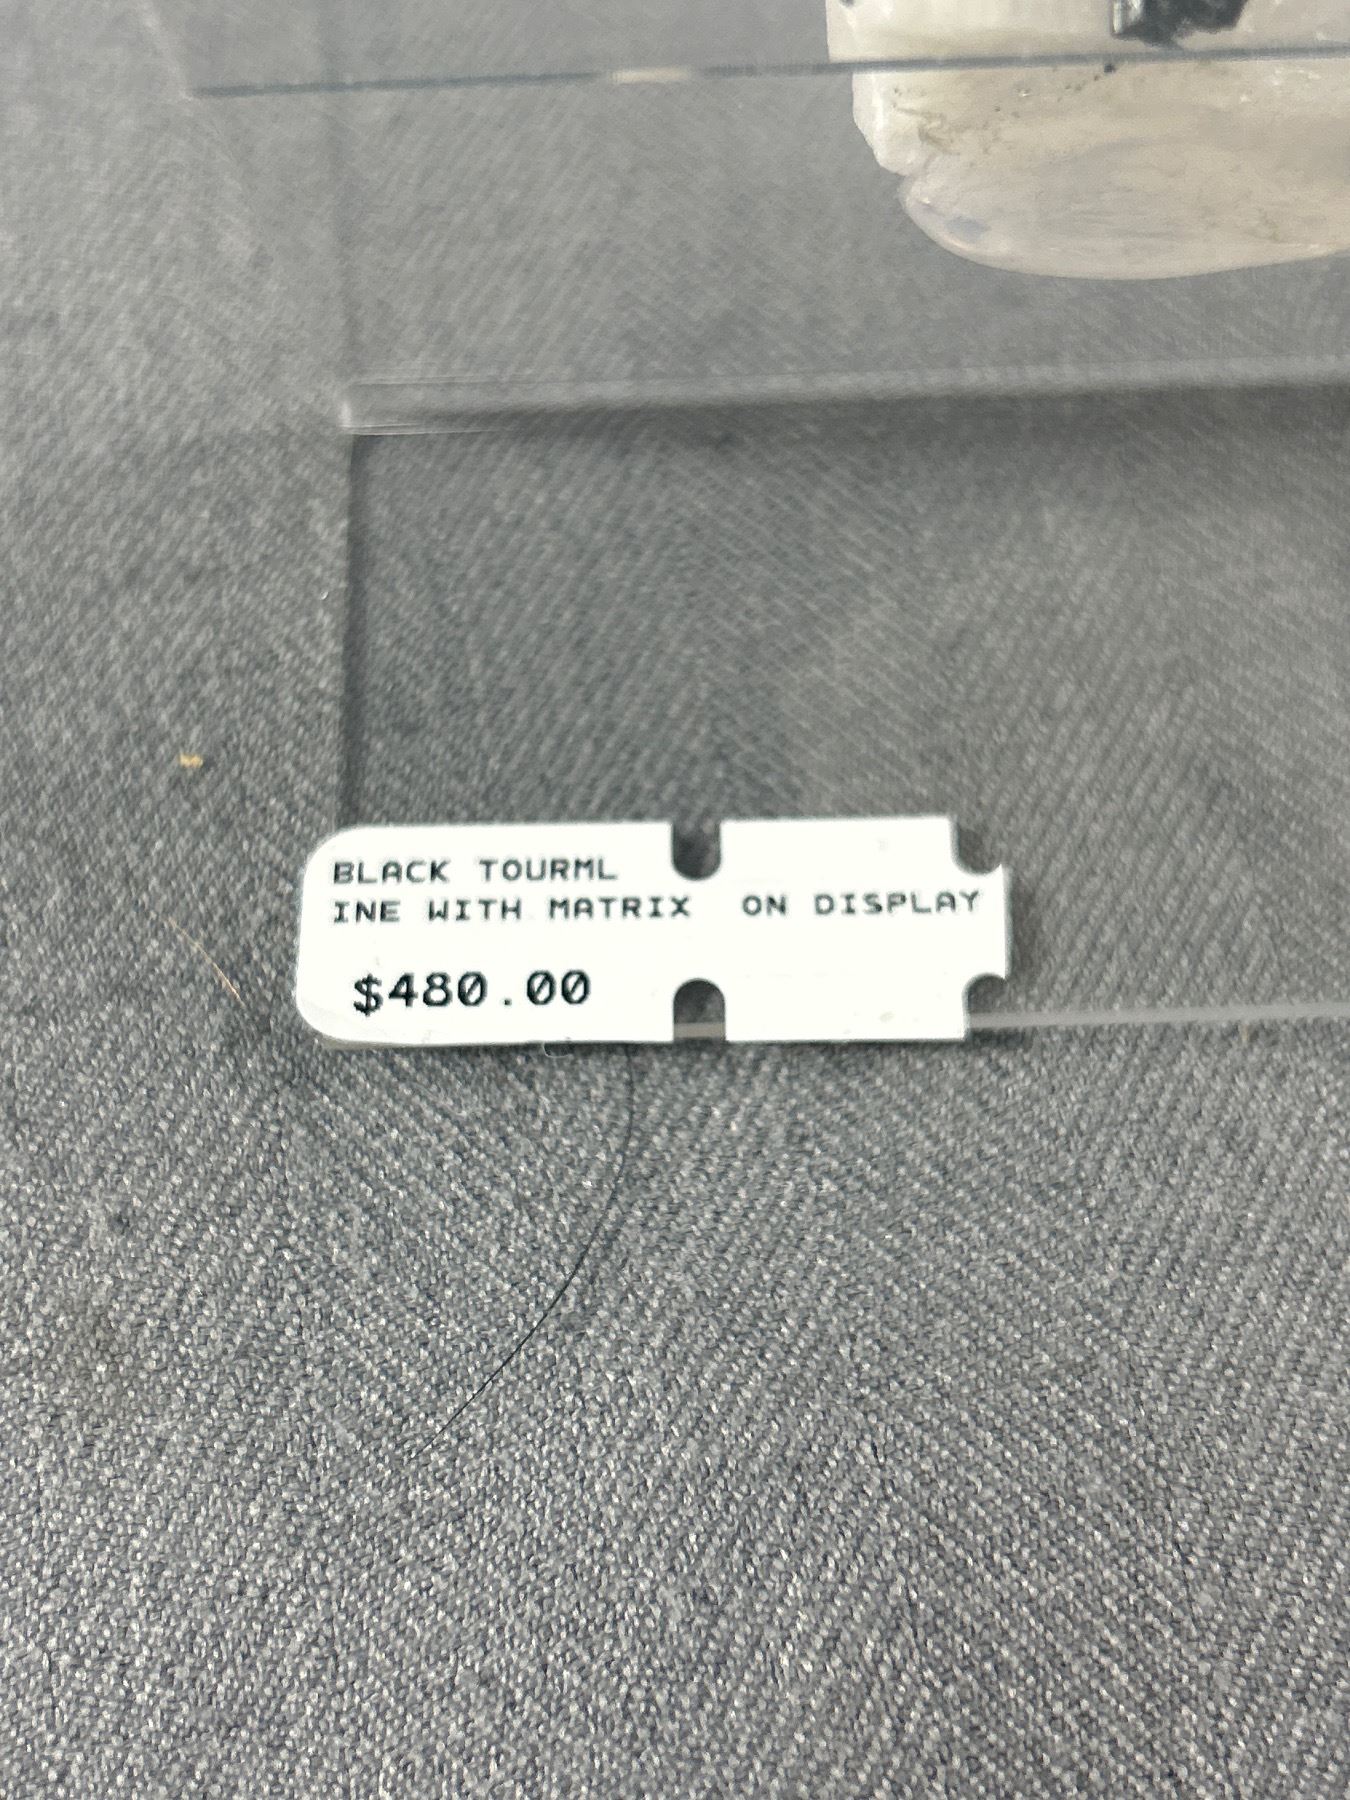 BLACK TOURML
INE WITH MATRIX ON DISPLAY
$480.00